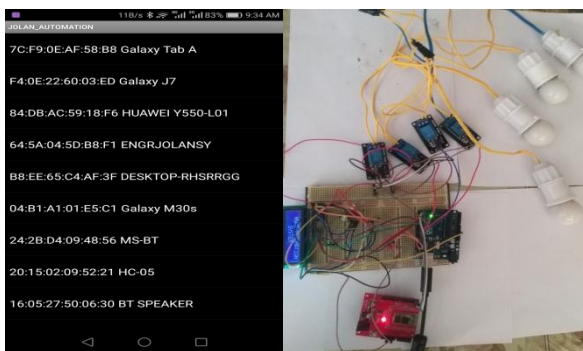 118/s 83% 9:34 AM
JOLAN_AUTOMATION
7C:F9:0E:AF:58:B8 Galaxy Tab A
F4:0E:22:60:03:ED Galaxy J7
84:DB:AC:59:18:F6 HUAWEI Y550-L01
64:5A:04:5D:B8:F1 ENGRJOLANSY
B8:EE:65:C4:AF:3F DESKTOP-RHSRRGG
04:B1:A1:01:E5:C1 Galaxy M30s
24:2B:D4:09:48:56 MS-BT
20:15:02:09:52:21 HC-05
16:05:27:50:06:30 BT SPEAKER